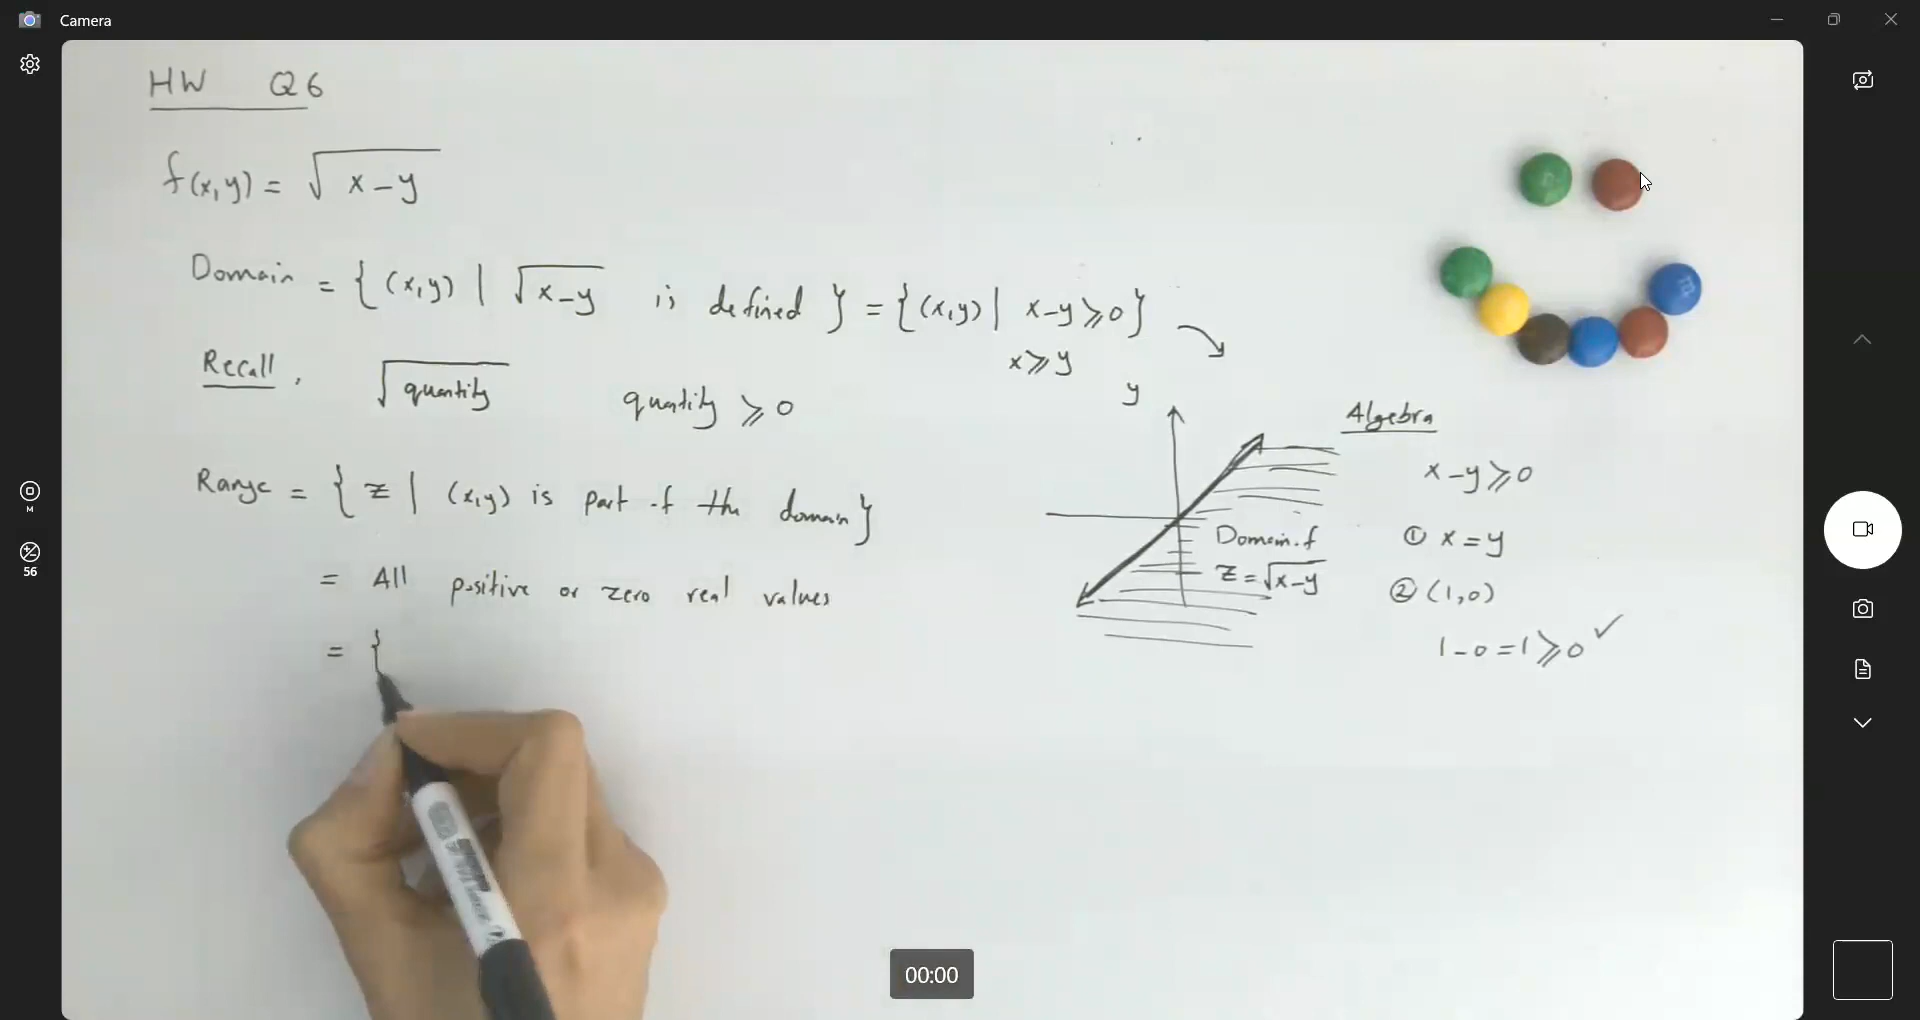 Camera
HW Q6
f(x,y) = √x-y
Domain = { (x,y) | √x-y is defined } = { (x,y) | x-y ⩾ 0 }
x ⩾ y
Recall, √quantity quantity ⩾ 0
Range = { z | (x,y) is part of the domain }
= All positive or zero real values
= {
y
Domain of
z = √x-y
Algebra
x-y ⩾ 0
① x = y
② (1,0)
1-0 = 1 ⩾ 0 ✓
M
56
00:00